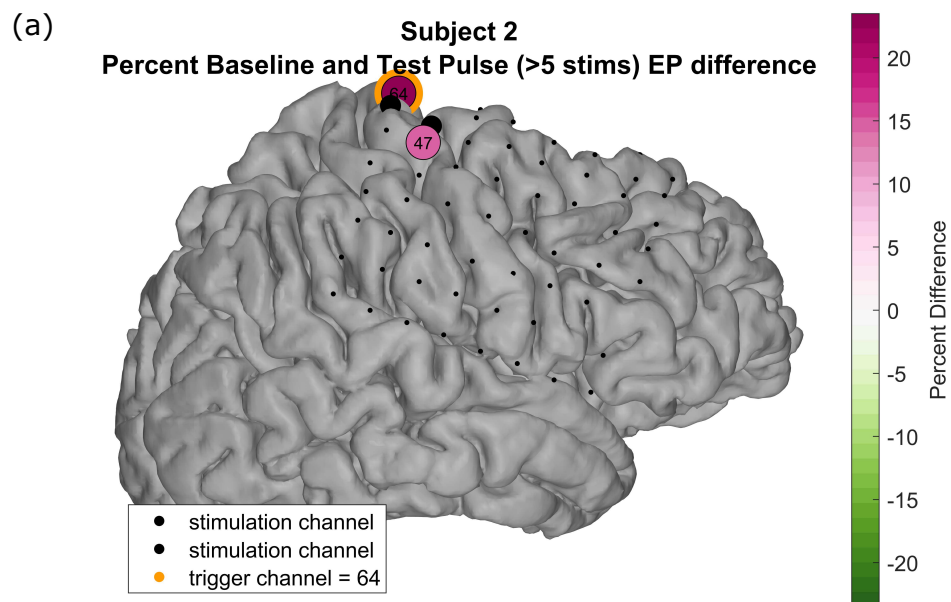 (a)
Subject 2
Percent Baseline and Test Pulse (>5 stims) EP difference
64
47
20
15
10
5
0
-5
-10
-15
-20
Percent Difference
stimulation channel
stimulation channel
trigger channel = 64